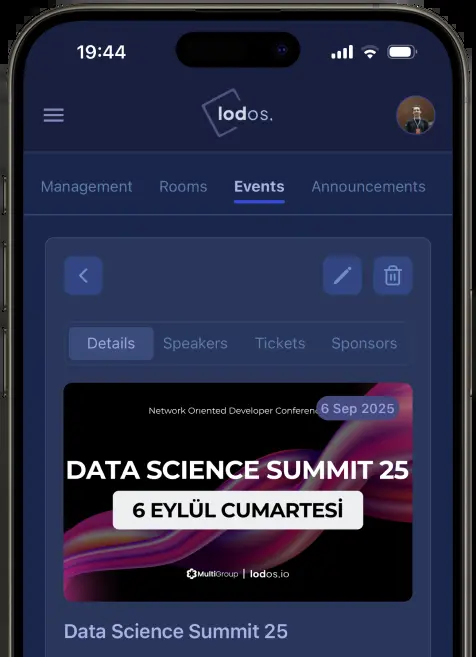 19:44
lodos.
Management Rooms Events Announcements
Details Speakers Tickets Sponsors
Network Oriented Developer
6 Sep 2025
DATA SCIENCE SUMMIT 25
6 EYLÜL CUMARTESİ
MultiGroup | lodos.io
Data Science Summit 25